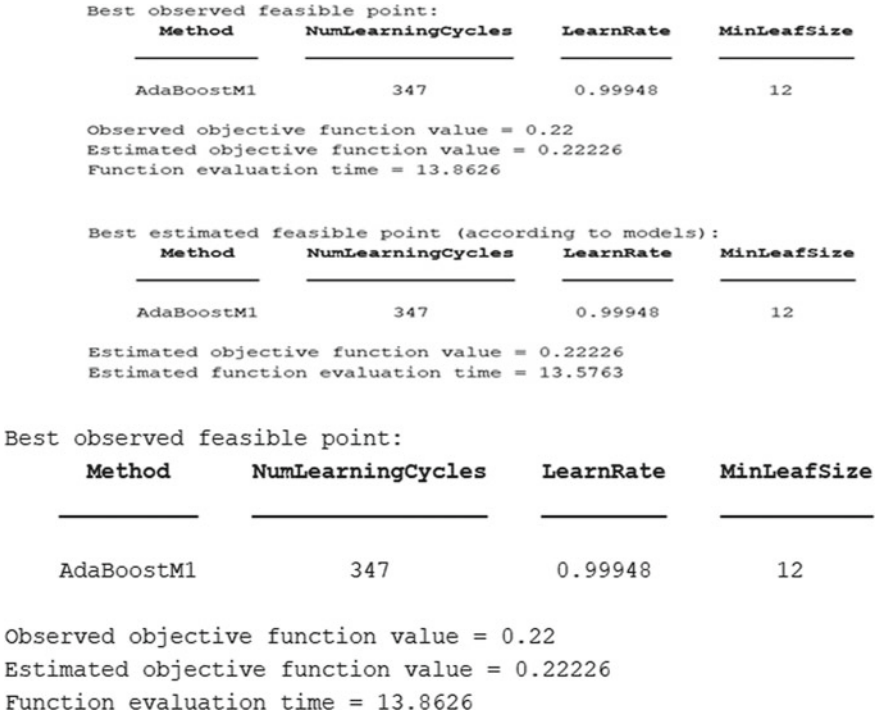 Best observed feasible point:
Method NumLearningCycles LearnRate MinLeafSize
AdaBoostM1 347 0.99948 12
Observed objective function value = 0.22
Estimated objective function value = 0.22226
Function evaluation time = 13.8626
Best estimated feasible point (according to models):
Method NumLearningCycles LearnRate MinLeafSize
AdaBoostM1 347 0.99948 12
Estimated objective function value = 0.22226
Estimated function evaluation time = 13.5763
Best observed feasible point:
Method NumLearningCycles LearnRate MinLeafSize
AdaBoostM1 347 0.99948 12
Observed objective function value = 0.22
Estimated objective function value = 0.22226
Function evaluation time = 13.8626